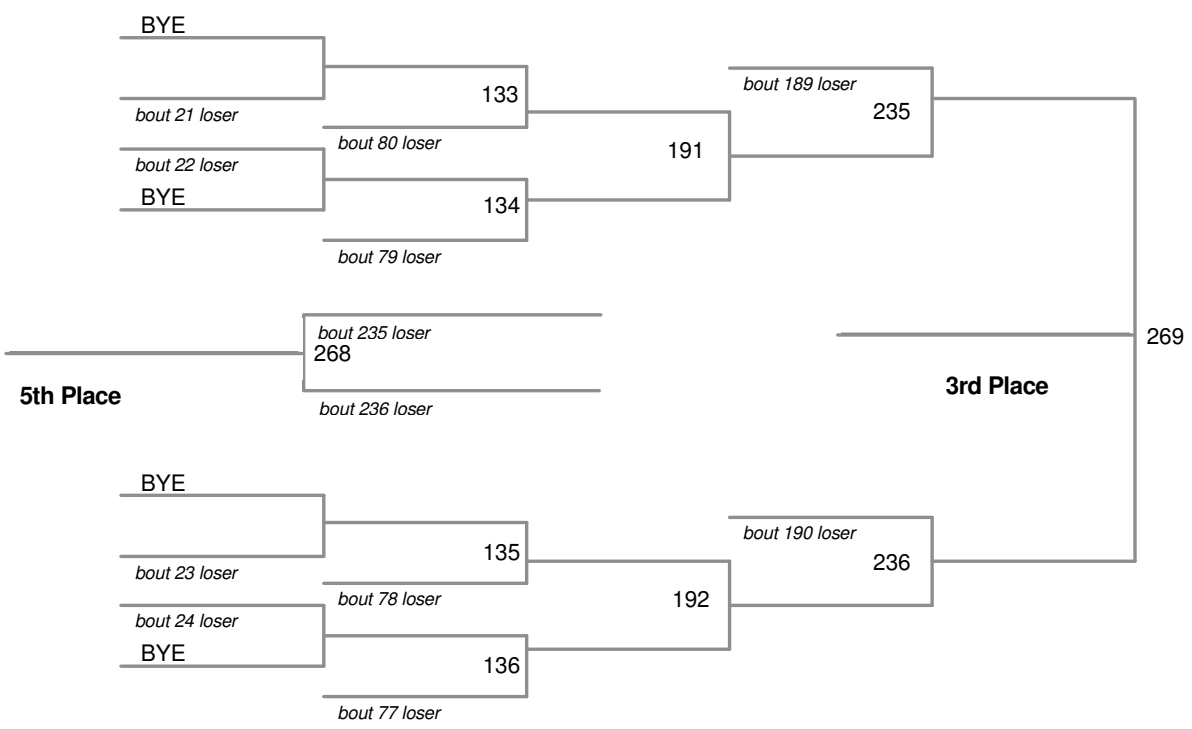 BYE
bout 21 loser
133
bout 80 loser
bout 22 loser
BYE
134
bout 79 loser
191
bout 189 loser
235
bout 235 loser
268
bout 236 loser
5th Place
269
3rd Place
BYE
bout 23 loser
135
bout 78 loser
bout 24 loser
BYE
136
bout 77 loser
192
bout 190 loser
236